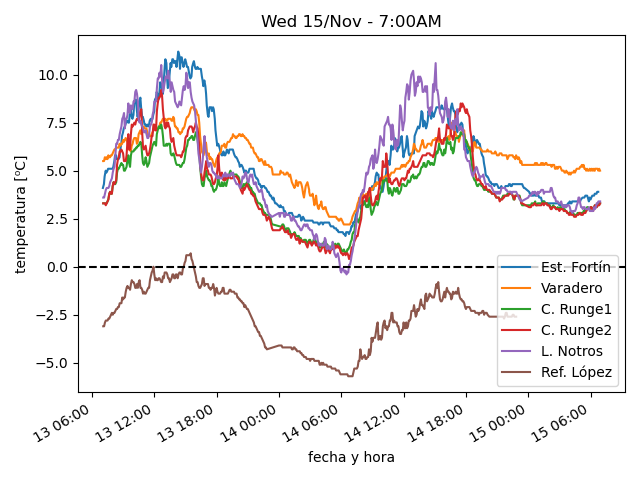 Wed 15/Nov - 7:00AM
temperatura [ºC]
10.0
7.5
5.0
2.5
0.0
−2.5
−5.0
Est. Fortín
Varadero
C. Runge1
C. Runge2
L. Notros
Ref. López
13 06:00
13 12:00
13 18:00
14 00:00
14 06:00
14 12:00
14 18:00
15 00:00
15 06:00
fecha y hora